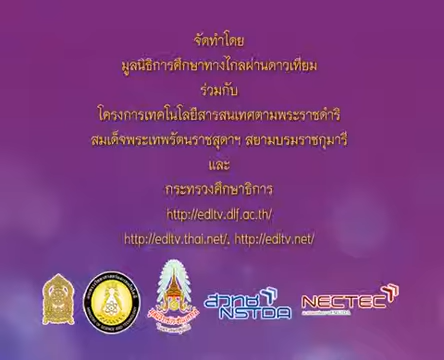 จัดทำโดย
มูลนิธิการศึกษาทางไกลผ่านดาวเทียม
ร่วมกับ
โครงการเทคโนโลยีสารสนเทศตามพระราชดำริ
สมเด็จพระเทพรัตนราชสุดาฯ สยามบรมราชกุมารี
และ
กระทรวงศึกษาธิการ
http://edltv.dlf.ac.th/
http://edltv.thai.net/, http://edltv.net/
สวทช NECTEC
NSTDA